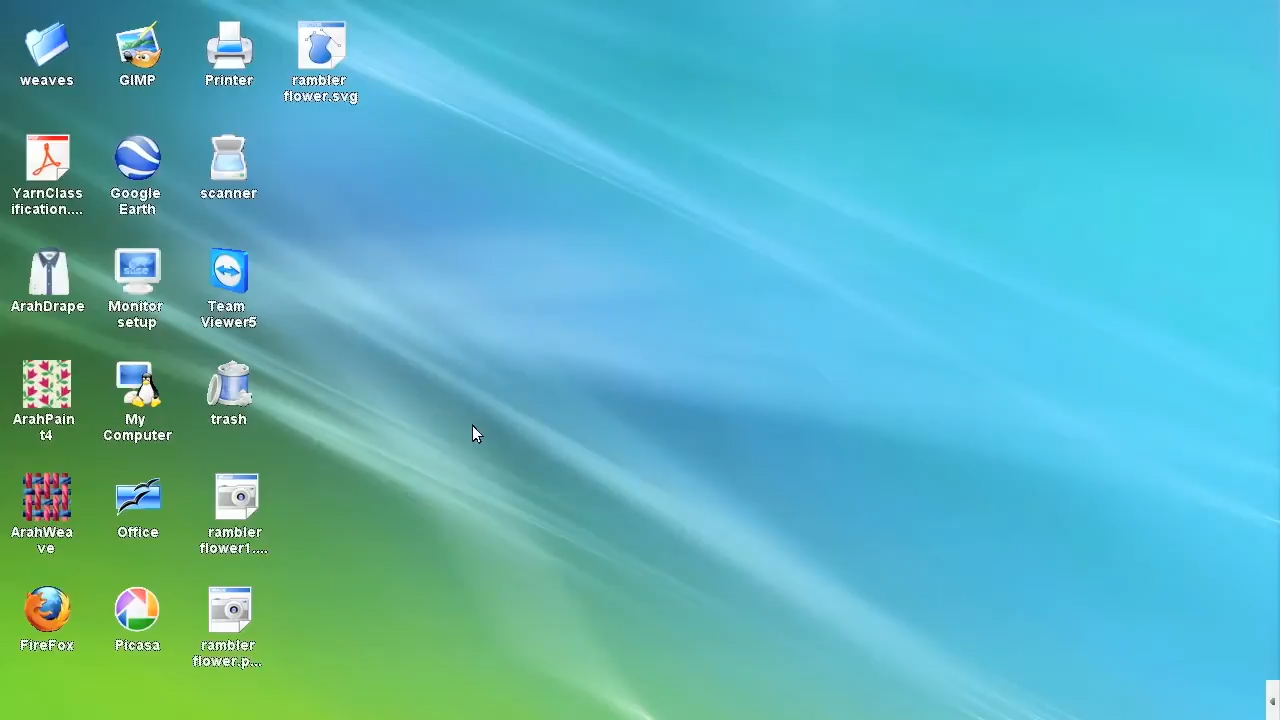 weaves
GIMP
Printer
rambler
flower.svg
YarnClass
ification....
Google
Earth
scanner
ArahDrape
Monitor
setup
Team
Viewer5
ArahPain
t4
My
Computer
trash
ArahWea
ve
Office
rambler
flower1....
FireFox
Picasa
rambler
flower.p...